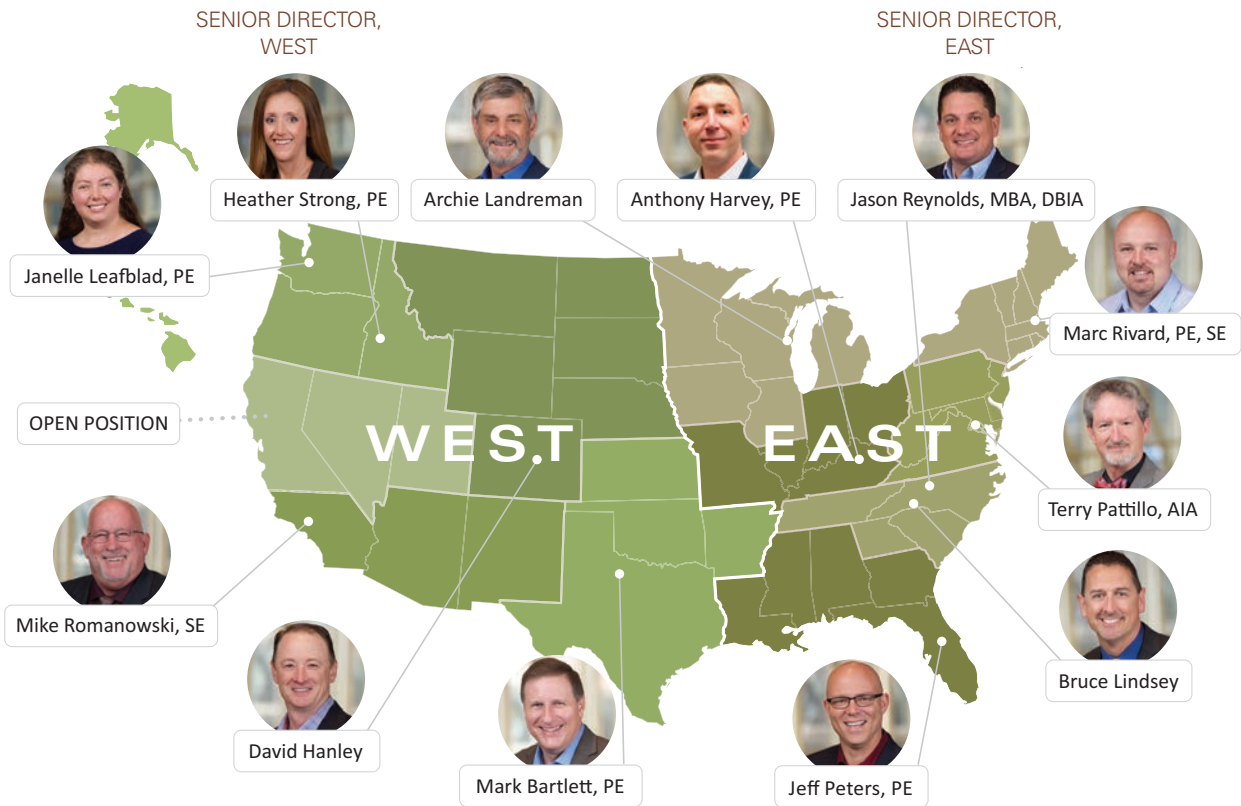 SENIOR DIRECTOR,
WEST
SENIOR DIRECTOR,
EAST
Heather Strong, PE
Archie Landreman
Anthony Harvey, PE
Jason Reynolds, MBA, DBIA
Janelle Leafblad, PE
Marc Rivard, PE, SE
OPEN POSITION
WEST
EAST
Terry Pattillo, AIA
Mike Romanowski, SE
Bruce Lindsey
David Hanley
Mark Bartlett, PE
Jeff Peters, PE